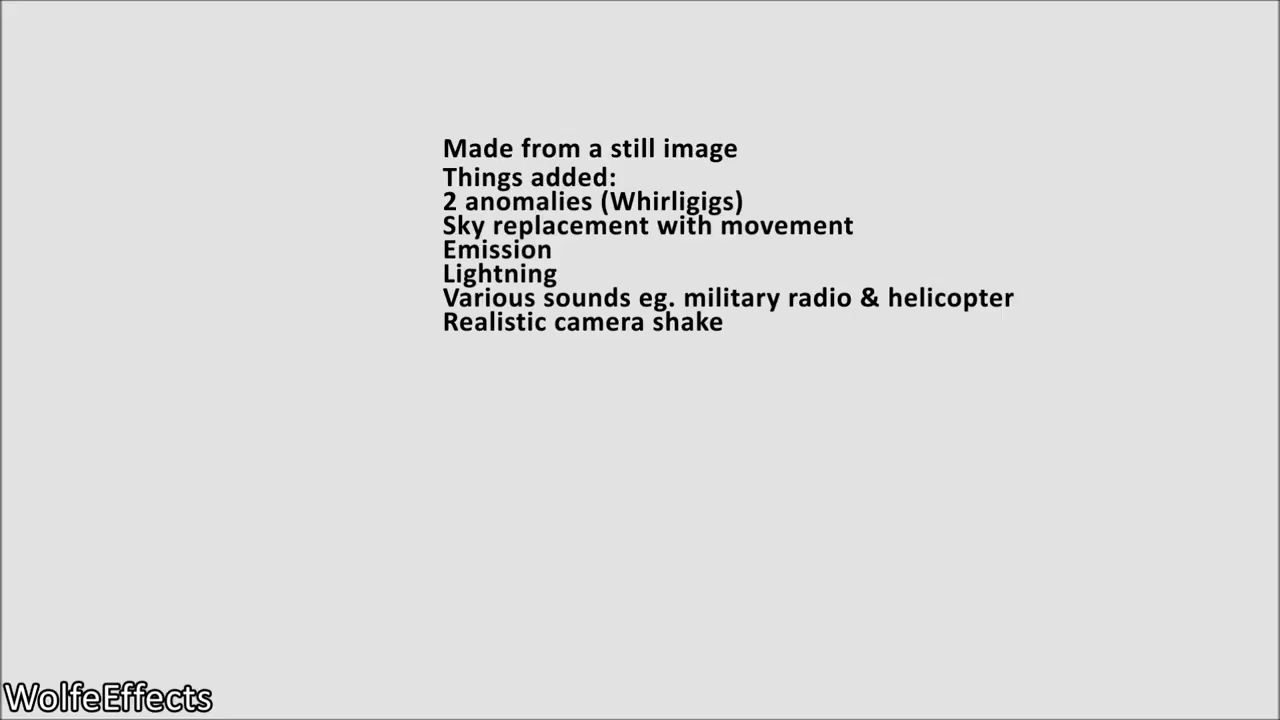 Made from a still image
Things added:
2 anomalies (Whirligigs)
Sky replacement with movement
Emission
Lightning
Various sounds eg. military radio & helicopter
Realistic camera shake
WolfeEffects